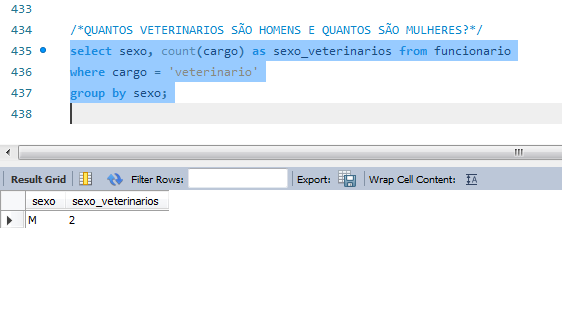 433
434 /*QUANTOS VETERINARIOS SÃO HOMENS E QUANTOS SÃO MULHERES?*/
435 select sexo, count(cargo) as sexo_veterinarios from funcionario
436 where cargo = 'veterinario'
437 group by sexo;
438
Result Grid Filter Rows: Export: Wrap Cell Content:
sexo sexo_veterinarios
M 2